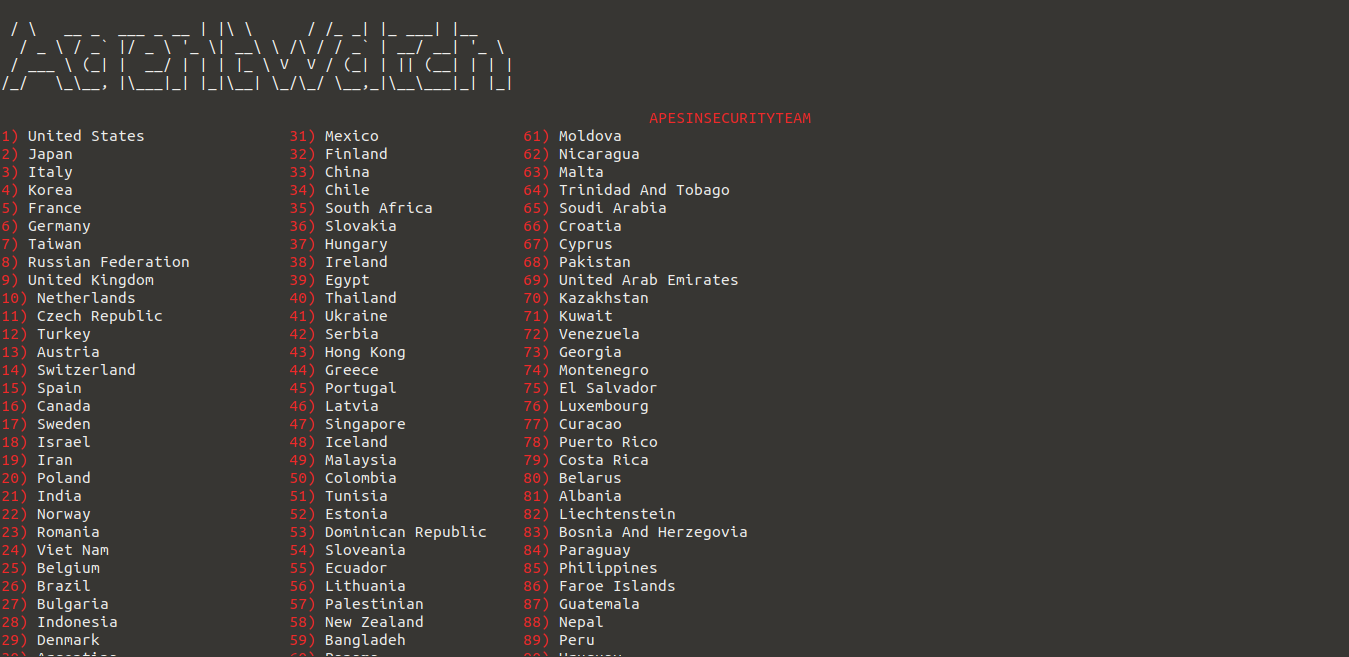 AgentWatch
APESINSECURITYTEAM
1) United States 31) Mexico 61) Moldova
2) Japan 32) Finland 62) Nicaragua
3) Italy 33) China 63) Malta
4) Korea 34) Chile 64) Trinidad And Tobago
5) France 35) South Africa 65) Soudi Arabia
6) Germany 36) Slovakia 66) Croatia
7) Taiwan 37) Hungary 67) Cyprus
8) Russian Federation 38) Ireland 68) Pakistan
9) United Kingdom 39) Egypt 69) United Arab Emirates
10) Netherlands 40) Thailand 70) Kazakhstan
11) Czech Republic 41) Ukraine 71) Kuwait
12) Turkey 42) Serbia 72) Venezuela
13) Austria 43) Hong Kong 73) Georgia
14) Switzerland 44) Greece 74) Montenegro
15) Spain 45) Portugal 75) El Salvador
16) Canada 46) Latvia 76) Luxembourg
17) Sweden 47) Singapore 77) Curacao
18) Israel 48) Iceland 78) Puerto Rico
19) Iran 49) Malaysia 79) Costa Rica
20) Poland 50) Colombia 80) Belarus
21) India 51) Tunisia 81) Albania
22) Norway 52) Estonia 82) Liechtenstein
23) Romania 53) Dominican Republic 83) Bosnia And Herzegovia
24) Viet Nam 54) Sloveania 84) Paraguay
25) Belgium 55) Ecuador 85) Philippines
26) Brazil 56) Lithuania 86) Faroe Islands
27) Bulgaria 57) Palestinian 87) Guatemala
28) Indonesia 58) New Zealand 88) Nepal
29) Denmark 59) Bangladeh 89) Peru